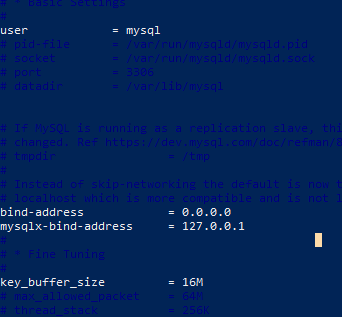 # * Basic Settings
#
user = mysql
# pid-file = /var/run/mysqld/mysqld.pid
# socket = /var/run/mysqld/mysqld.sock
# port = 3306
# datadir = /var/lib/mysql
# If MySQL is running as a replication slave, thi
# changed. Ref https://dev.mysql.com/doc/refman/
# tmpdir = /tmp
#
# Instead of skip-networking the default is now t
# localhost which is more compatible and is not l
bind-address = 0.0.0.0
mysqlx-bind-address = 127.0.0.1
#
# * Fine Tuning
#
key_buffer_size = 16M
# max_allowed_packet = 64M
# thread_stack = 256K